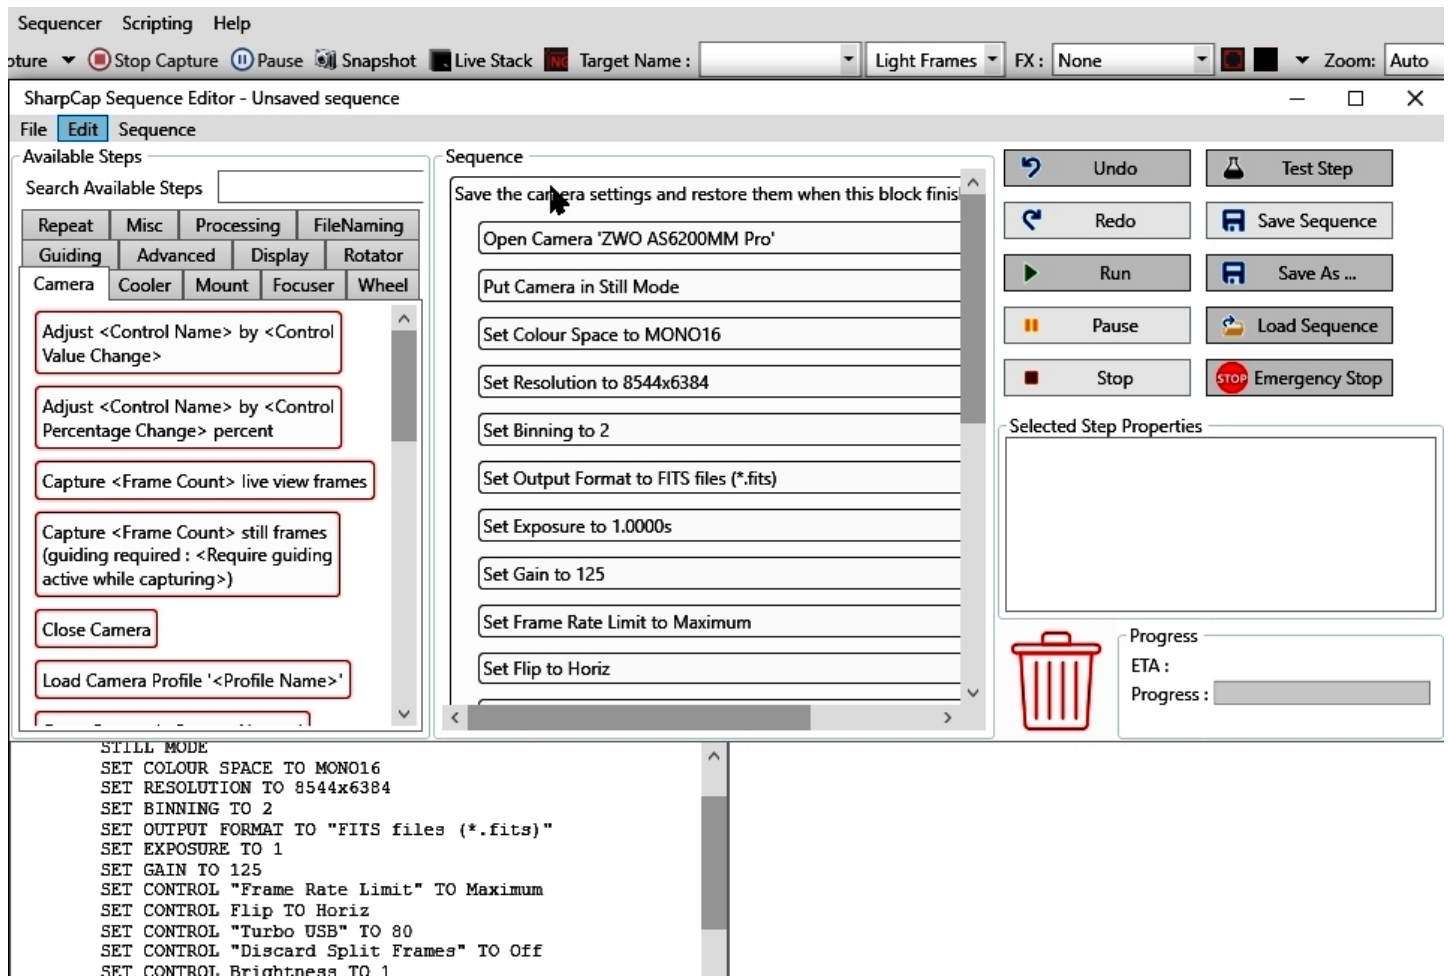 Sequencer Scripting Help
Stop Capture Pause Snapshot Live Stack Target Name : Light Frames FX : None Zoom: Auto
SharpCap Sequence Editor - Unsaved sequence
File Edit Sequence
Available Steps
Search Available Steps
Repeat Misc Processing FileNaming
Guiding Advanced Display Rotator
Camera Cooler Mount Focuser Wheel
Adjust <Control Name> by <Control
Value Change>
Adjust <Control Name> by <Control
Percentage Change> percent
Capture <Frame Count> live view frames
Capture <Frame Count> still frames
(guiding required : <Require guiding
active while capturing>)
Close Camera
Load Camera Profile '<Profile Name>'
Sequence
Save the camera settings and restore them when this block
Open Camera 'ZWO AS6200MM Pro'
Put Camera in Still Mode
Set Colour Space to MONO16
Set Resolution to 8544x6384
Set Binning to 2
Set Output Format to FITS files (*.fits)
Set Exposure to 1.0000s
Set Gain to 125
Set Frame Rate Limit to Maximum
Set Flip to Horiz
Undo Test Step
Redo Save Sequence
Run Save As ...
Pause Load Sequence
Stop STOP Emergency Stop
Selected Step Properties
Progress
ETA :
Progress :
STILL MODE
SET COLOUR SPACE TO MONO16
SET RESOLUTION TO 8544x6384
SET BINNING TO 2
SET OUTPUT FORMAT TO "FITS files (*.fits)"
SET EXPOSURE TO 1
SET GAIN TO 125
SET CONTROL "Frame Rate Limit" TO Maximum
SET CONTROL Flip TO Horiz
SET CONTROL "Turbo USB" TO 80
SET CONTROL "Discard Split Frames" TO Off
SET CONTROL Brightness TO 1